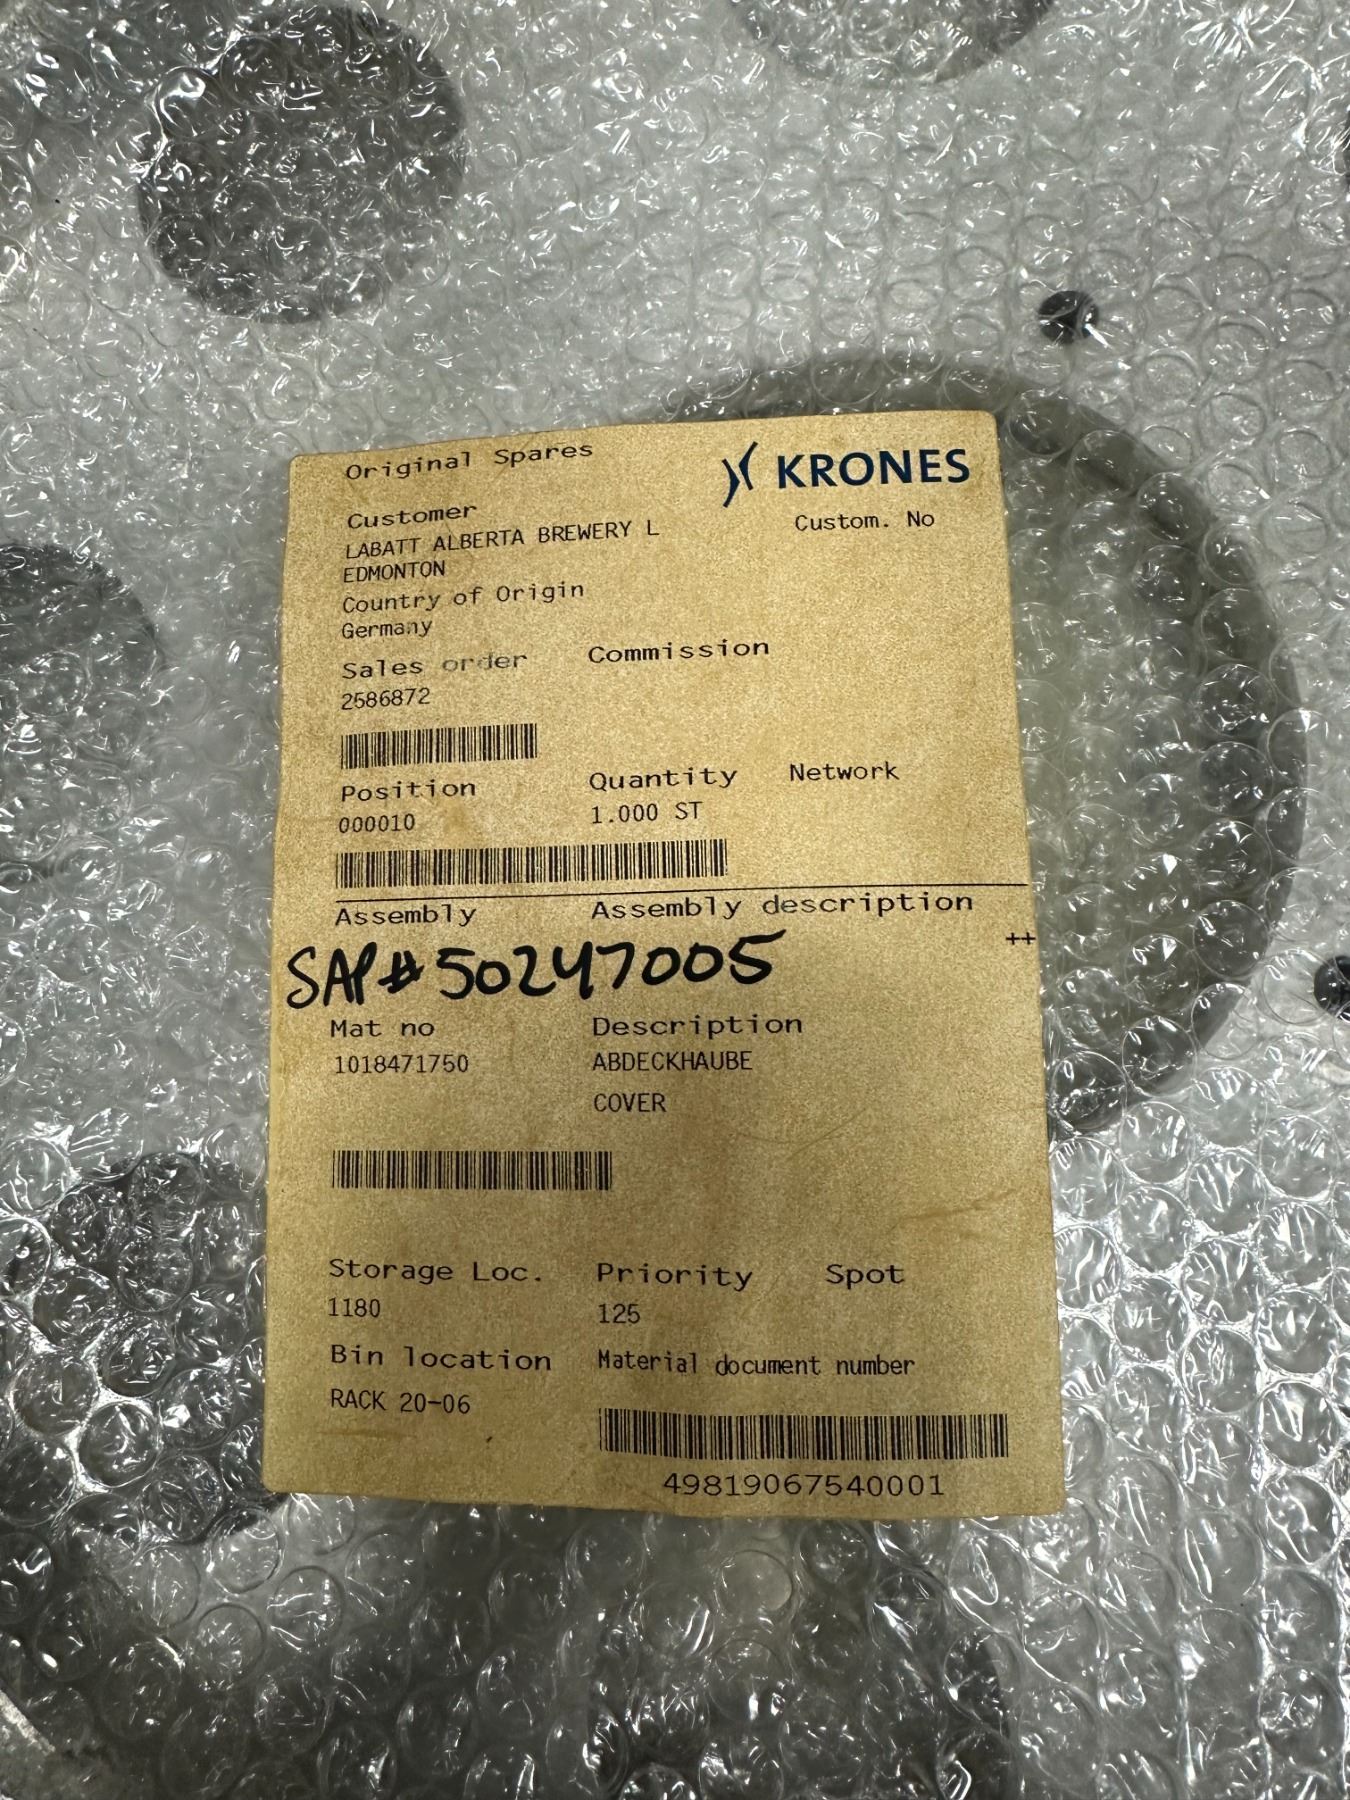 Original Spares
KRONES
Customer
Custom. No
LABATT ALBERTA BREWERY L
EDMONTON
Country of Origin
Germany
Sales order Commission
2586872
Position Quantity Network
000010 1.000 ST
Assembly Assembly description
++
SAP# 50247005
Mat no Description
1018471750 ABDECKHAUBE
COVER
Storage Loc. Priority Spot
1180 125
Bin location Material document number
RACK 20-06
49819067540001